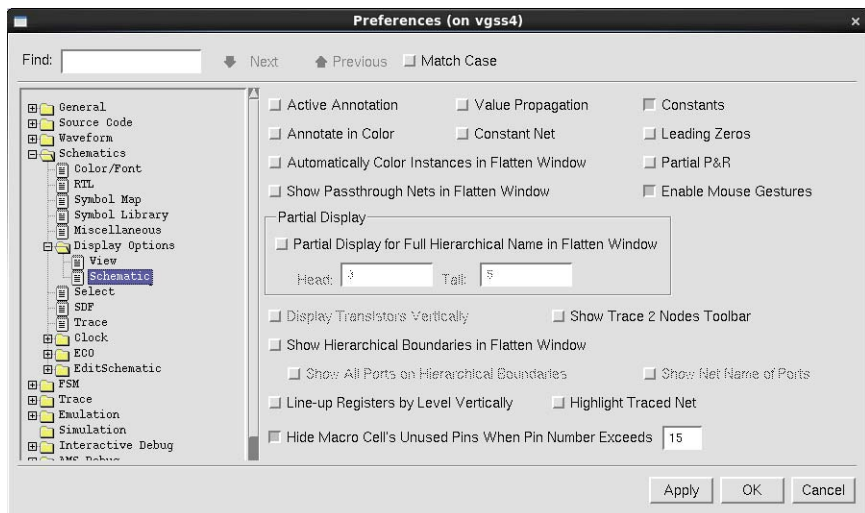 Preferences (on vgss4)
Find: Next Previous Match Case
General
Source Code
Waveform
Schematics
Color/Font
RTL
Symbol Map
Symbol Library
Miscellaneous
Display Options
View
Schematic
Select
SDF
Trace
Clock
ECO
EditSchematic
FSM
Trace
Emulation
Simulation
Interactive Debug
AMS Debug
Active Annotation Value Propagation Constants
Annotate in Color Constant Net Leading Zeros
Automatically Color Instances in Flatten Window Partial P&R
Show Passthrough Nets in Flatten Window Enable Mouse Gestures
Partial Display
Partial Display for Full Hierarchical Name in Flatten Window
Head: 3 Tail: 5
Display Transistors Vertically Show Trace 2 Nodes Toolbar
Show Hierarchical Boundaries in Flatten Window
Show All Ports on Hierarchical Boundaries Show Net Name of Ports
Line-up Registers by Level Vertically Highlight Traced Net
Hide Macro Cell's Unused Pins When Pin Number Exceeds 15
Apply OK Cancel